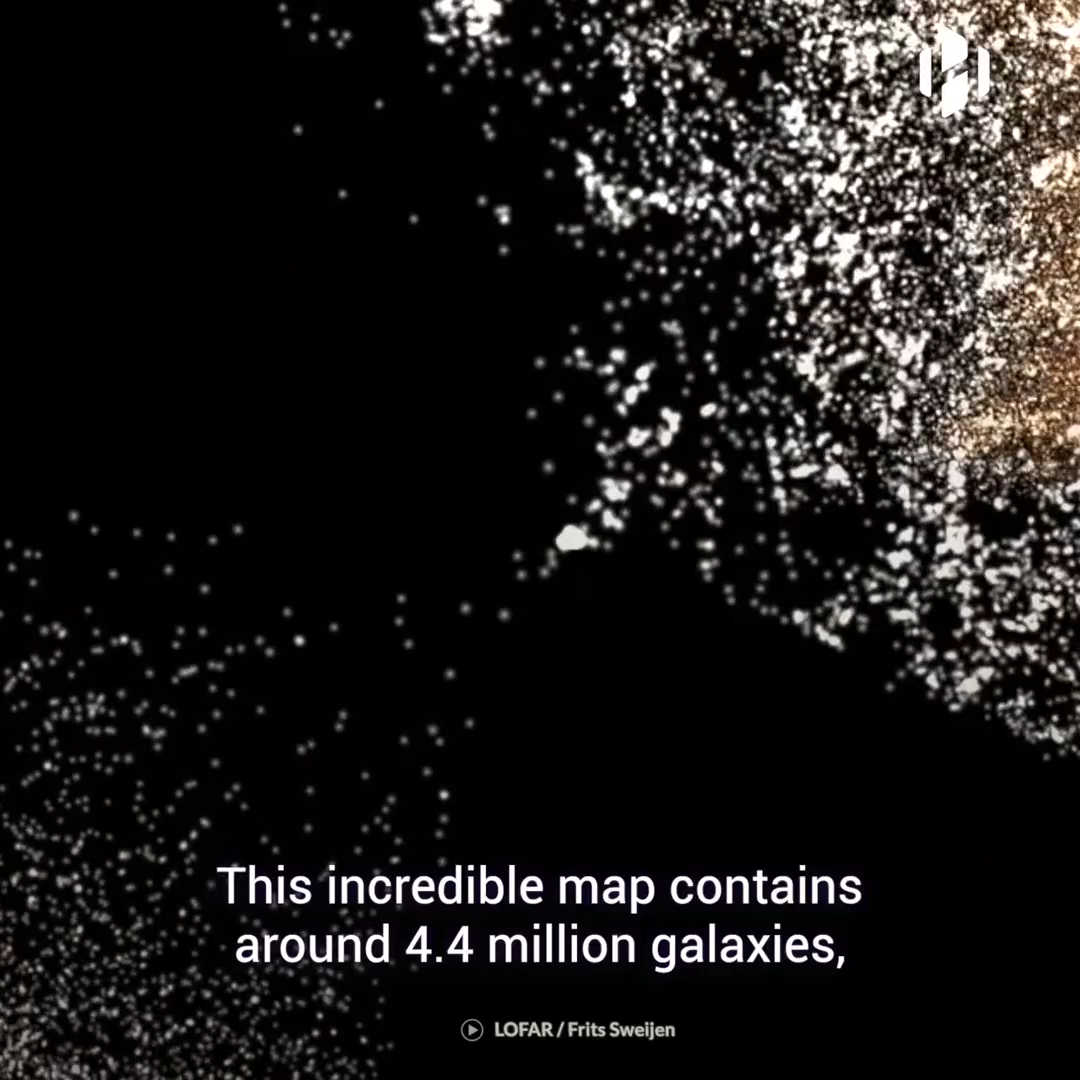 This incredible map contains
around 4.4 million galaxies,
LOFAR / Frits Sweijen